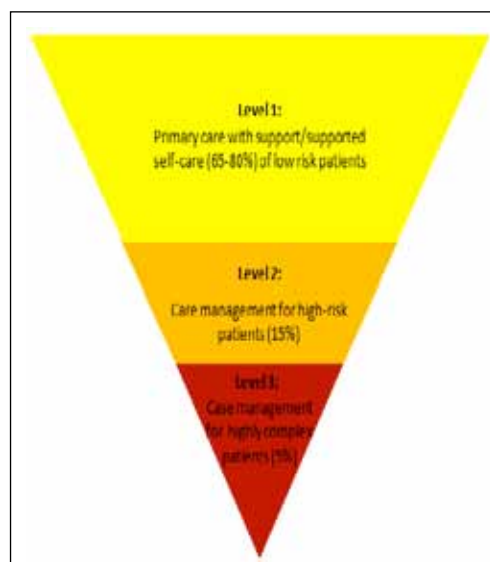 Level 1:
Primary care with support/supported
self-care (65-80%) of low risk patients
Level 2:
Care management for high-risk
patients (15%)
Level 3:
Case management
for highly complex
patients (5%)